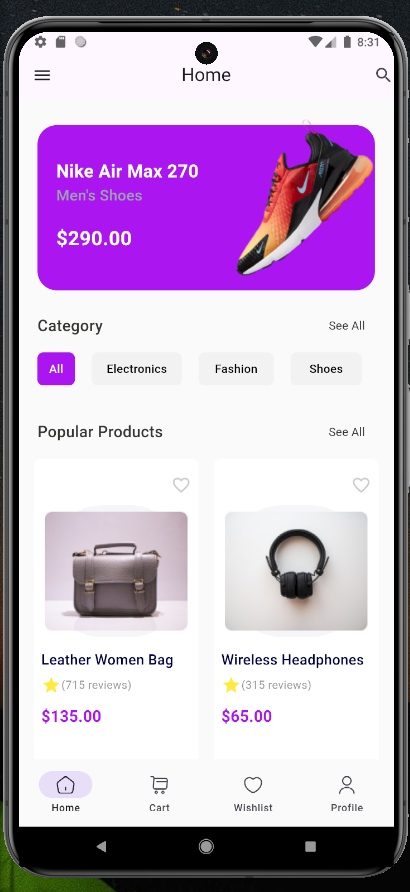 8:31
Home
Nike Air Max 270
Men's Shoes
$290.00
Category
See All
All
Electronics
Fashion
Shoes
Popular Products
See All
Leather Women Bag
Wireless Headphones
(715 reviews)
(315 reviews)
$135.00
$65.00
Home
Cart
Wishlist
Profile